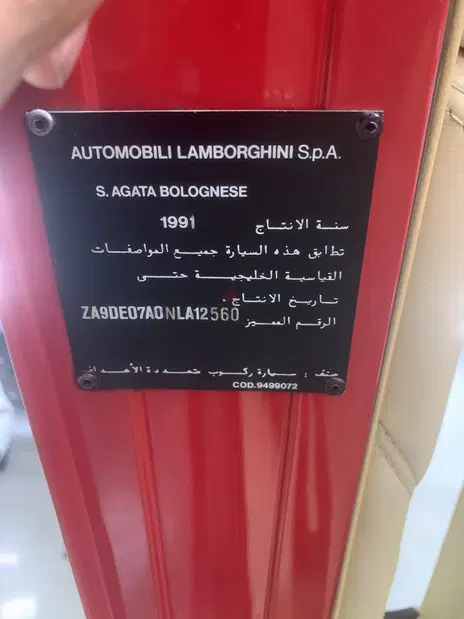 AUTOMOBILI LAMBORGHINI S.p.A.
S. AGATA BOLOGNESE
سنة الانتاج 1991
تطابق هذه السيارة جميع المواصفات
القياسية الخليجية حتى
تاريخ الانتاج .
الرقم المميز ZA9DE07A0NLA12560
صنف : سيارة ركوب متعددة الأهداف
COD.9499072